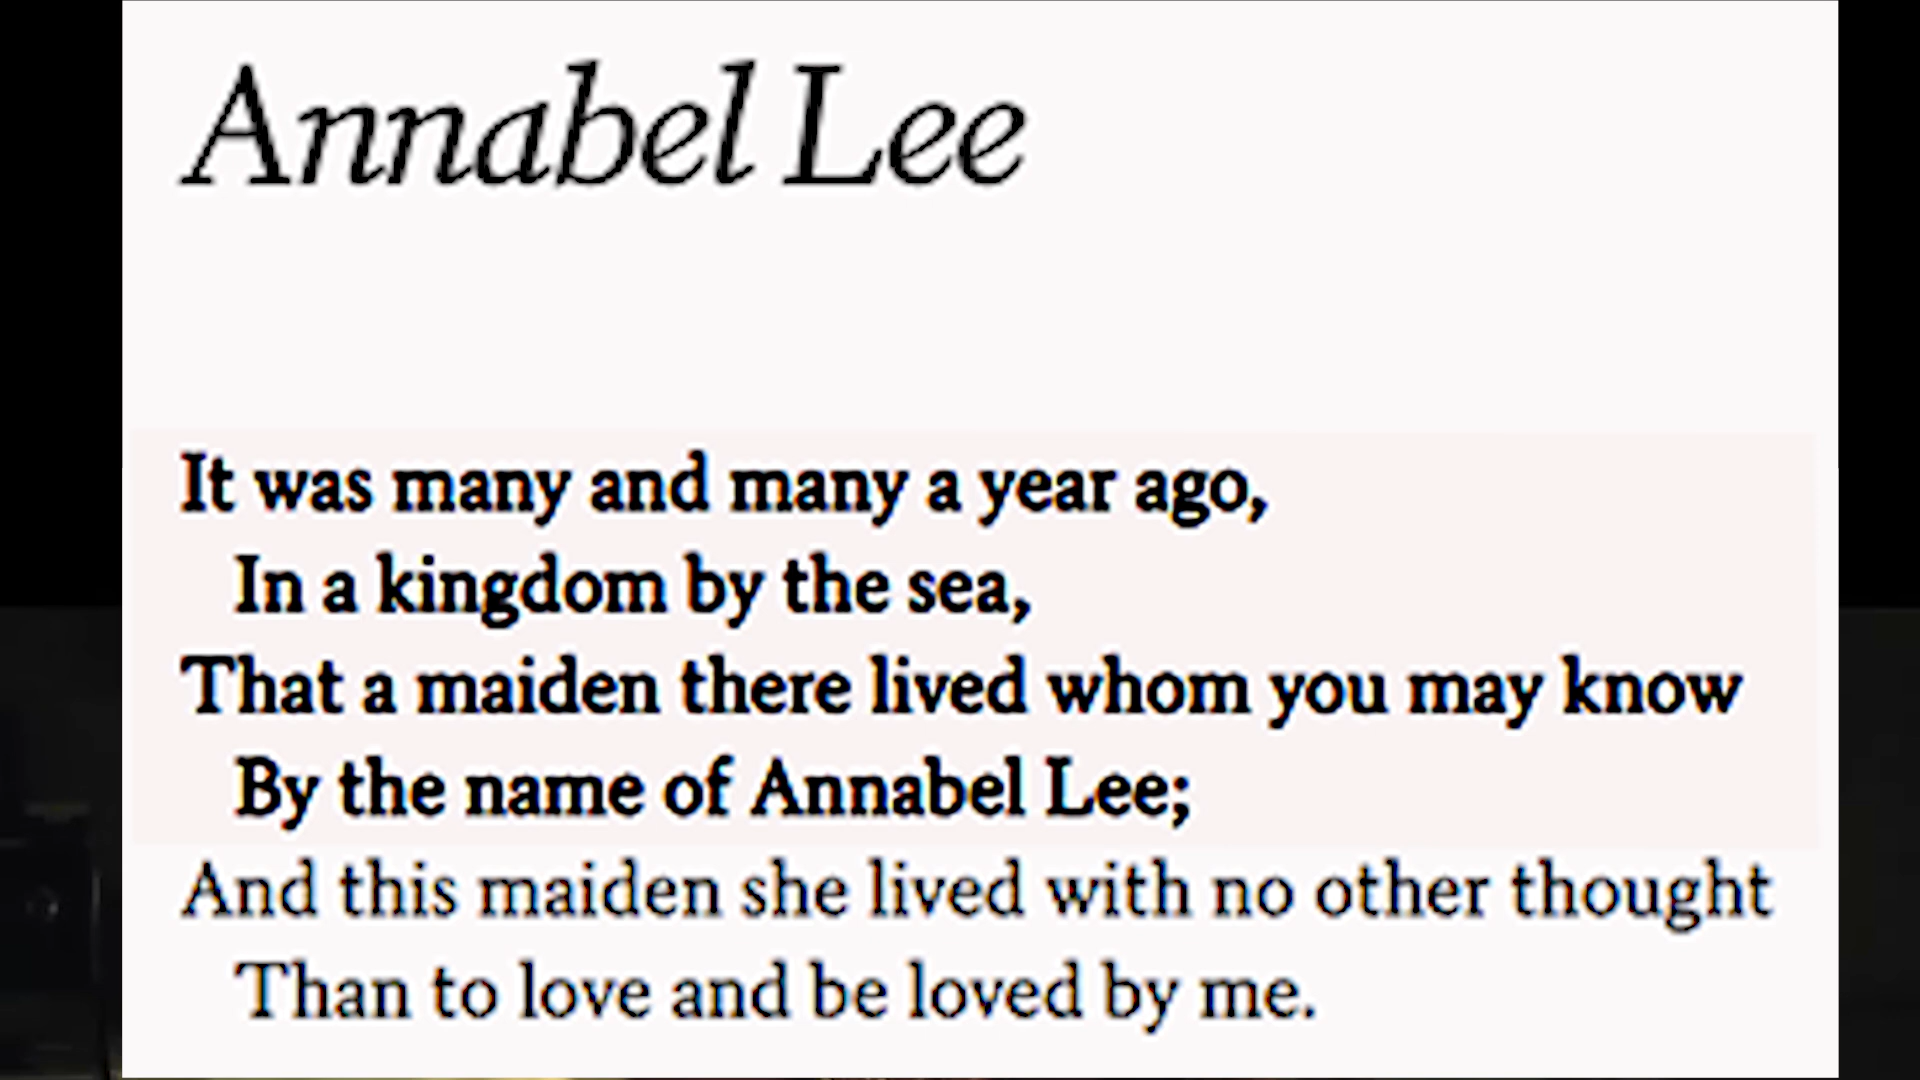 Annabel Lee
It was many and many a year ago,
In a kingdom by the sea,
That a maiden there lived whom you may know
By the name of Annabel Lee;
And this maiden she lived with no other thought
Than to love and be loved by me.